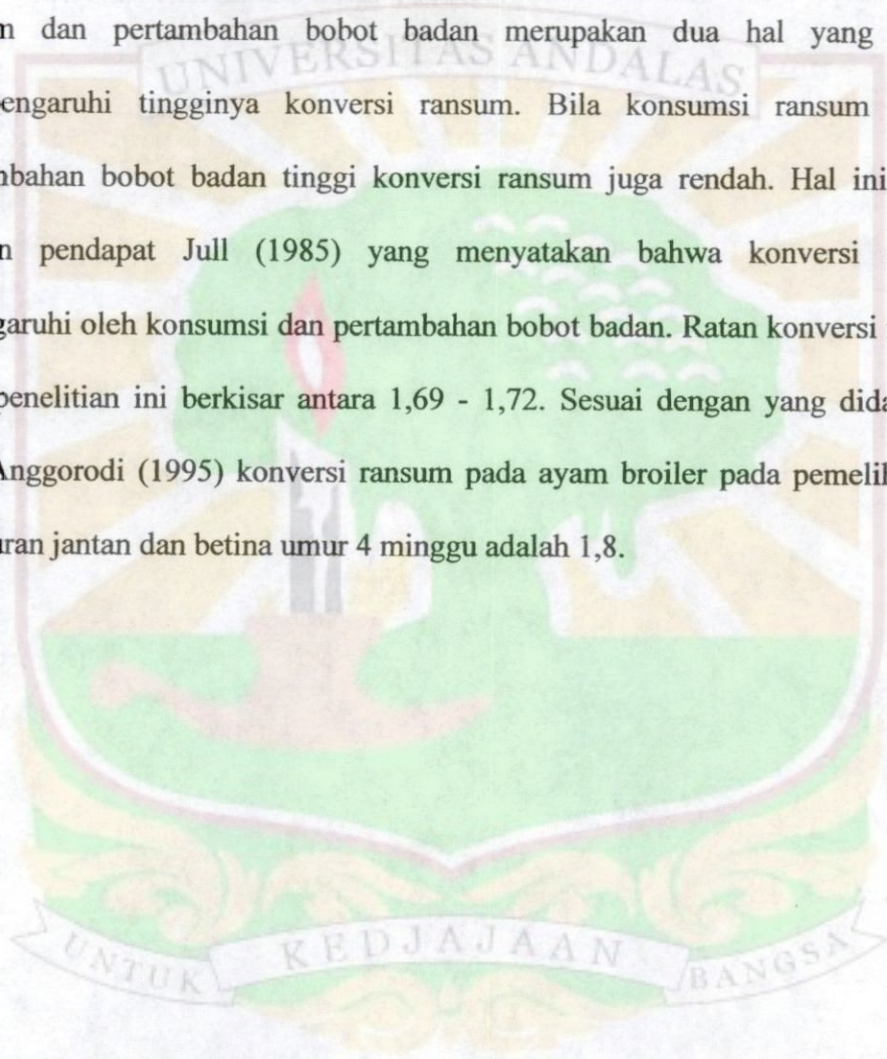 n dan pertambahan bobot badan merupakan dua hal yang
engaruhi tingginya konversi ransum. Bila konsumsi ransum
nbahan bobot badan tinggi konversi ransum juga rendah. Hal ini
n pendapat Jull (1985) yang menyatakan bahwa konversi
garuhi oleh konsumsi dan pertambahan bobot badan. Ratan konversi
penelitian ini berkisar antara 1,69 - 1,72. Sesuai dengan yang dida
Anggorodi (1995) konversi ransum pada ayam broiler pada pemelil
uran jantan dan betina umur 4 minggu adalah 1,8.
UNIVERSITAS ANDALAS
UNTUK KEDJAJAAN BANGSA